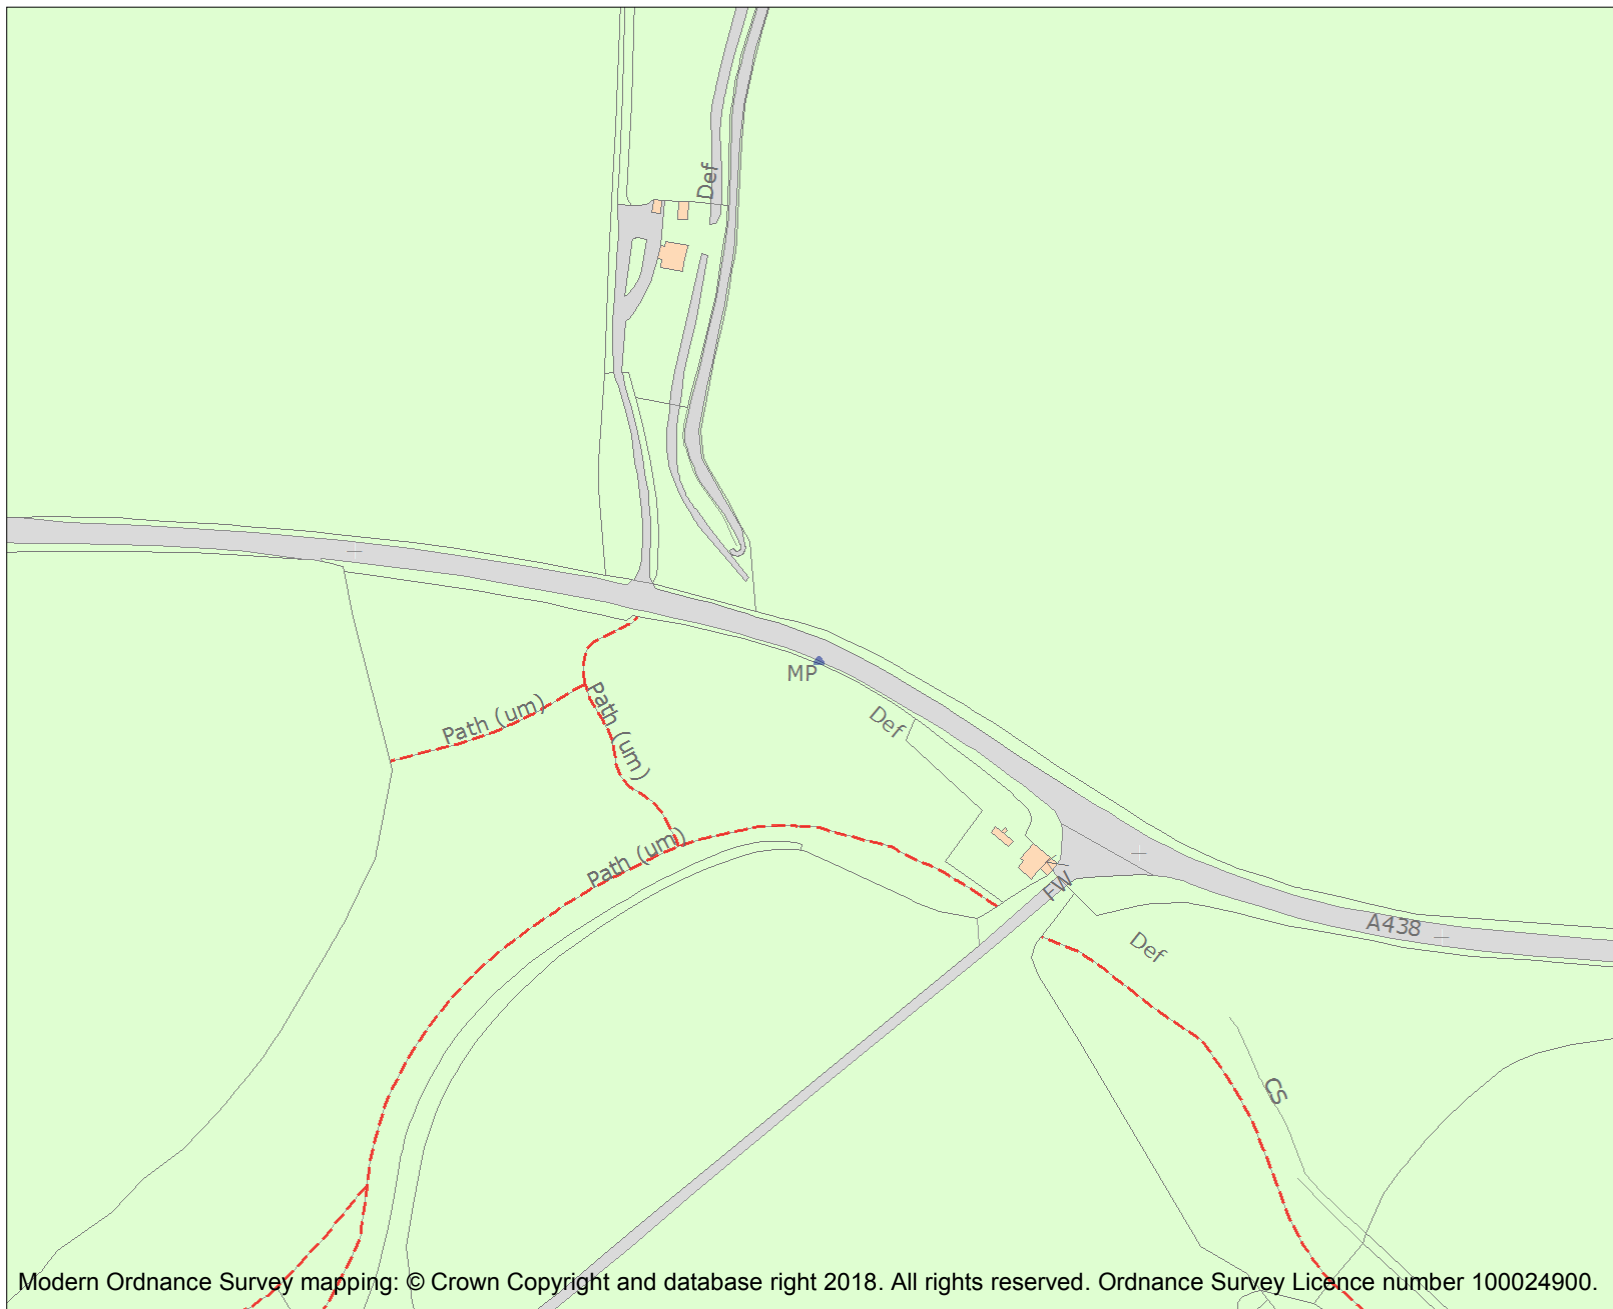 Def
MP
Path (um)
Path (um)
Def
Path (um)
FW
A438
Def
CS
Modern Ordnance Survey mapping: © Crown Copyright and database right 2018. All rights reserved. Ordnance Survey Licence number 100024900.